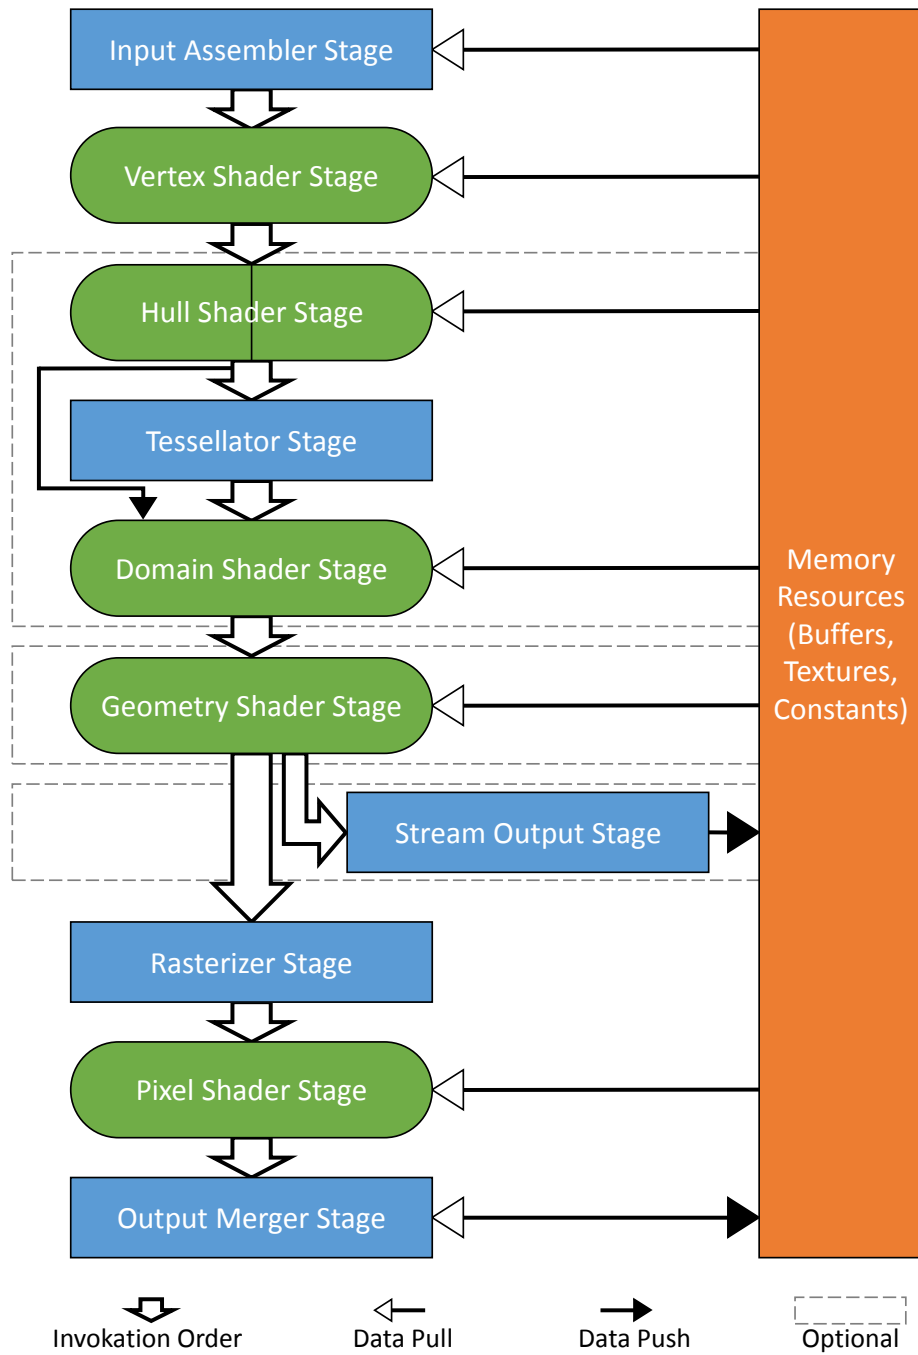 Input Assembler Stage
Vertex Shader Stage
Hull Shader Stage
Tessellator Stage
Domain Shader Stage
Memory
Resources
(Buffers,
Textures,
Constants)
Geometry Shader Stage
Stream Output Stage
Rasterizer Stage
Pixel Shader Stage
Output Merger Stage
Invokation Order
Data Pull
Data Push
Optional